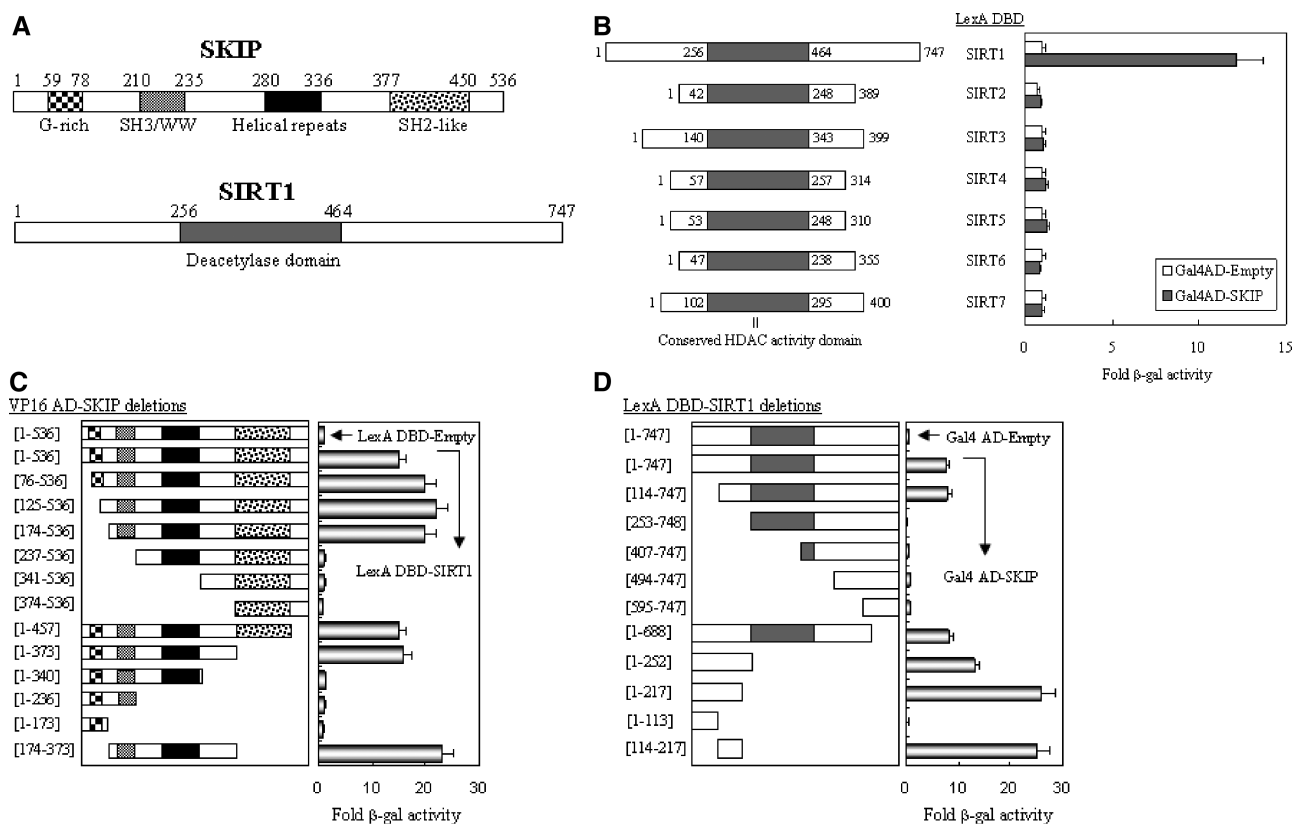 A
SKIP
1 59 78 210 235 280 336 377 450 536
G-rich SH3/WW Helical repeats SH2-like
SIRT1
1 256 464 747
Deacetylase domain
B
LexA DBD
1 256 464 747 SIRT1
1 42 248 389 SIRT2
1 140 343 399 SIRT3
1 57 257 314 SIRT4
1 53 248 310 SIRT5
1 47 238 355 SIRT6
1 102 295 400 SIRT7
Conserved HDAC activity domain
Gal4AD-Empty
Gal4AD-SKIP
0 5 10 15
Fold β-gal activity
C
VP16 AD-SKIP deletions
[1-536]
[1-536]
[76-536]
[125-536]
[174-536]
[237-536]
[341-536]
[374-536]
[1-457]
[1-373]
[1-340]
[1-236]
[1-173]
[174-373]
LexA DBD-Empty
LexA DBD-SIRT1
0 10 20 30
Fold β-gal activity
D
LexA DBD-SIRT1 deletions
[1-747]
[1-747]
[114-747]
[253-748]
[407-747]
[494-747]
[595-747]
[1-688]
[1-252]
[1-217]
[1-113]
[114-217]
Gal4 AD-Empty
Gal4 AD-SKIP
0 10 20 30
Fold β-gal activity